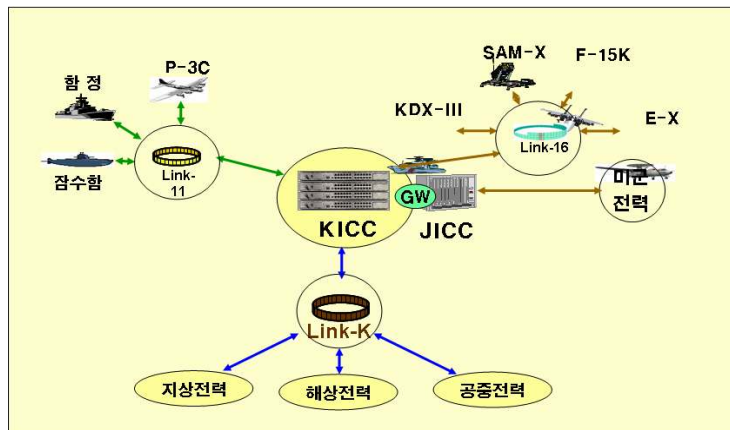 SAM-X
F-15K
P-3C
함 정
KDX-III
E-X
Link-16
잠수함
Link-
11
미군
전력
GW
KICC
JICC
Link-K
지상전력
해상전력
공중전력